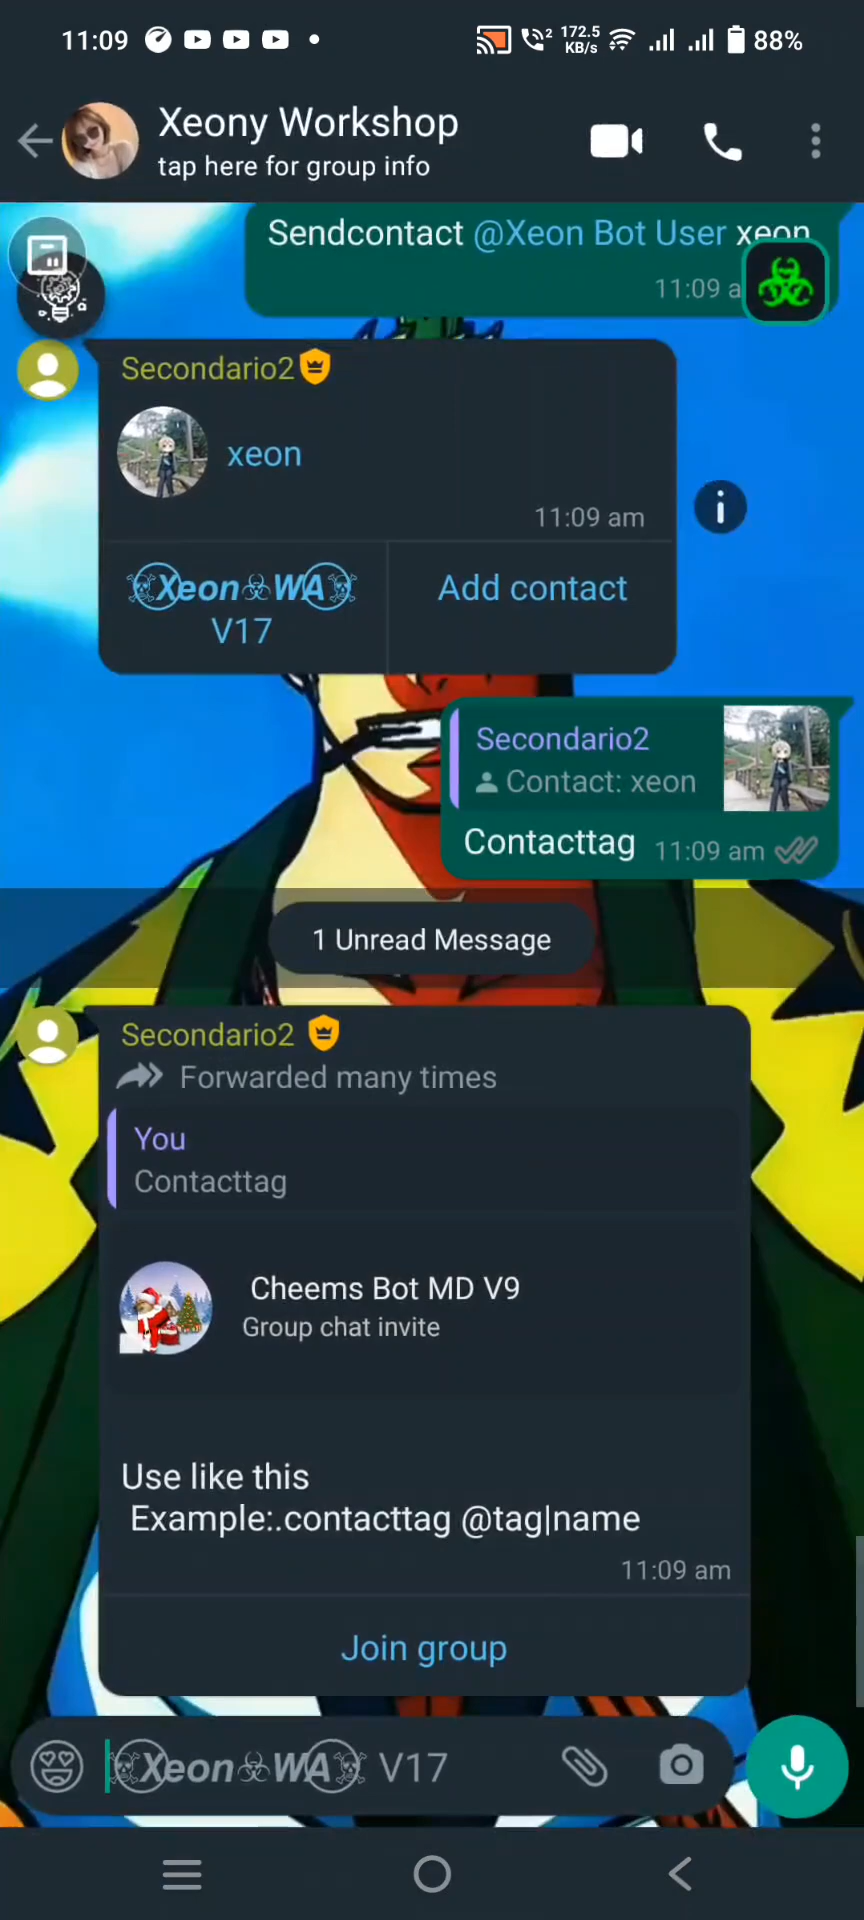 11:09 172.5 KB/s 88%
Xeony Workshop
tap here for group info
Sendcontact @Xeon Bot User xeon
11:09 a
Secondario2
xeon
11:09 am
Xeon☣WA
V17
Add contact
Secondario2
Contact: xeon
Contacttag 11:09 am
1 Unread Message
Secondario2
Forwarded many times
You
Contacttag
Cheems Bot MD V9
Group chat invite
Use like this
Example:.contacttag @tag|name
11:09 am
Join group
Xeon☣WA V17